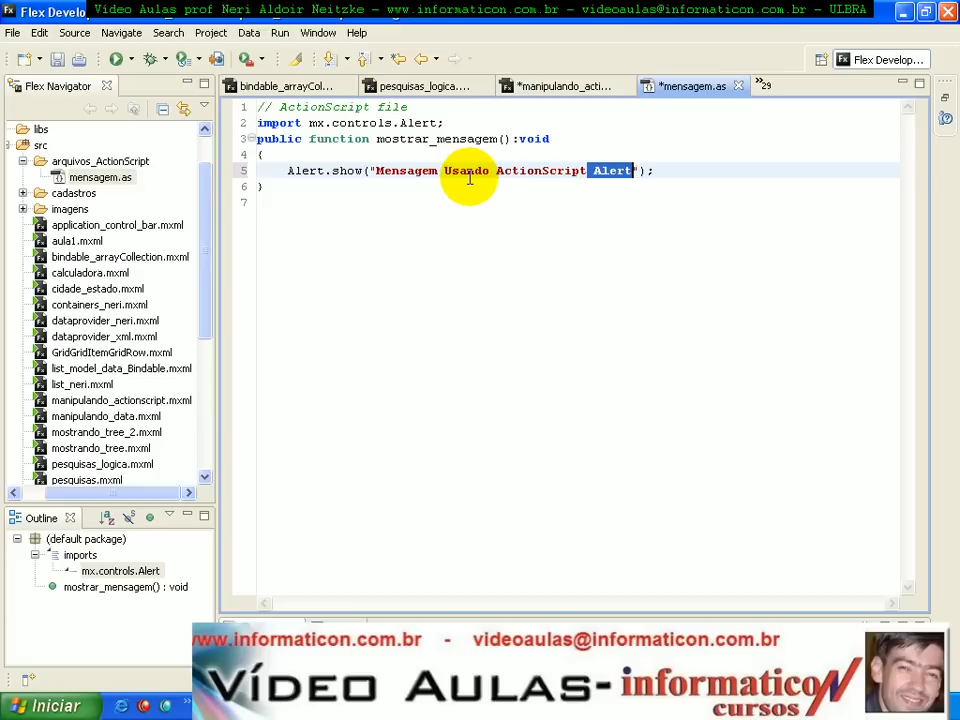 Vídeo Aulas prof Neri Aldoir Neitzke – www.informaticon.com.br – videoaulas@informaticon.com.br – ULBRA
Flex Develo
File Edit Source Navigate Search Project Data Run Window Help
Flex Develop...
Flex Navigator
bindable_arrayCol...
pesquisas_logica....
*manipulando_acti...
*mensagem.as
»29
libs
src
arquivos_ActionScript
mensagem.as
cadastros
imagens
application_control_bar.mxml
aula1.mxml
bindable_arrayCollection.mxml
calculadora.mxml
cidade_estado.mxml
containers_neri.mxml
dataprovider_neri.mxml
dataprovider_xml.mxml
GridGridItemGridRow.mxml
list_model_data_Bindable.mxml
list_neri.mxml
manipulando_actionscript.mxml
manipulando_data.mxml
mostrando_tree_2.mxml
mostrando_tree.mxml
pesquisas_logica.mxml
pesquisas.mxml
1 // ActionScript file
2 import mx.controls.Alert;
3 public function mostrar_mensagem():void
4 {
5 Alert.show("Mensagem Usando ActionScript Alert");
6 }
7
Outline
(default package)
imports
mx.controls.Alert
mostrar_mensagem() : void
www.informaticon.com.br - videoaulas@informaticon.com.br
VÍDEO AULAS- informaticon
cursos
Iniciar